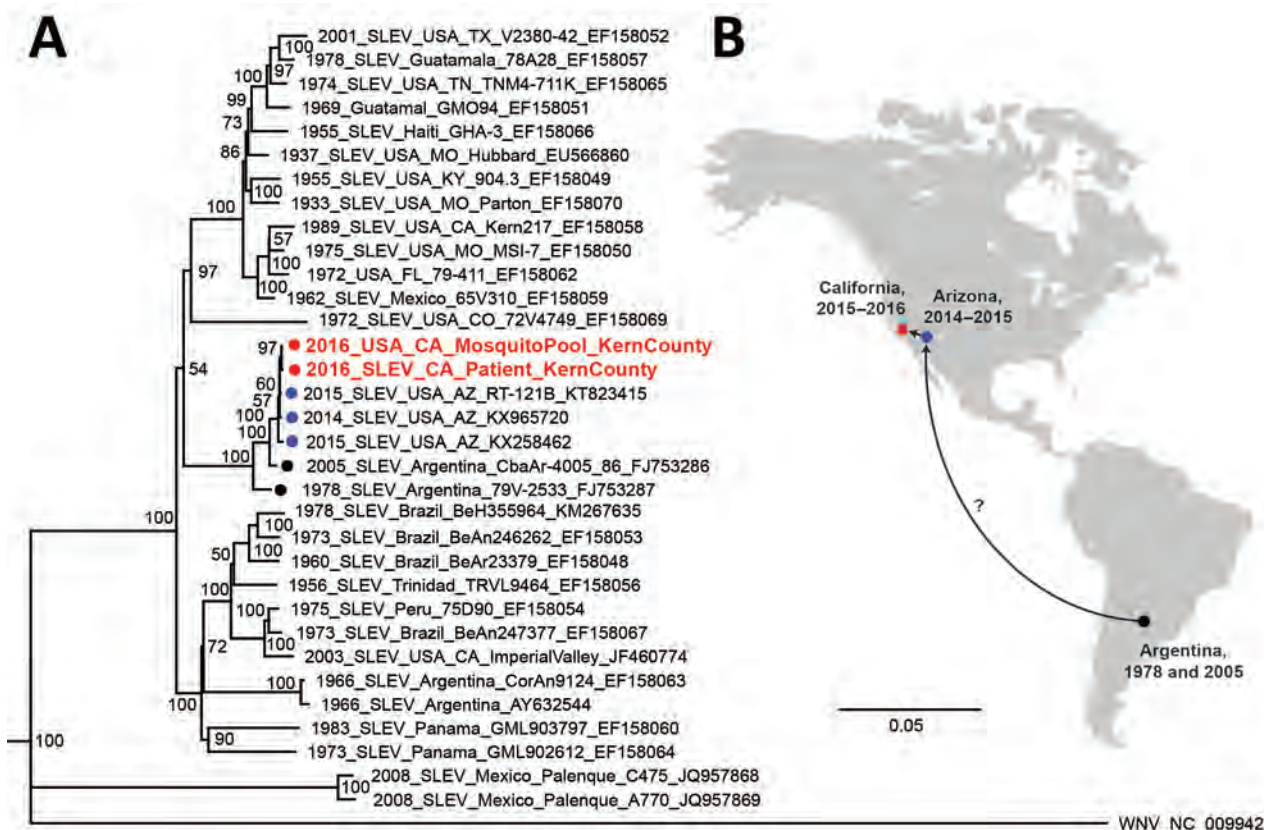 A
2001_SLEV_USA_TX_V2380-42_EF158052
100
1978_SLEV_Guatamala_78A28_EF158057
100
97
1974_SLEV_USA_TN_TNM4-711K_EF158065
99
1969_Guatamal_GMO94_EF158051
73
1955_SLEV_Haiti_GHA-3_EF158066
86
1937_SLEV_USA_MO_Hubbard_EU566860
1955_SLEV_USA_KY_904.3_EF158049
100
1933_SLEV_USA_MO_Parton_EF158070
100
1989_SLEV_USA_CA_Kern217_EF158058
57
1975_SLEV_USA_MO_MSI-7_EF158050
100
1972_USA_FL_79-411_EF158062
97
1962_SLEV_Mexico_65V310_EF158059
1972_SLEV_USA_CO_72V4749_EF158069
97
2016_USA_CA_MosquitoPool_KernCounty
54
2016_SLEV_CA_Patient_KernCounty
60
2015_SLEV_USA_AZ_RT-121B_KT823415
57
100
2014_SLEV_USA_AZ_KX965720
100
2015_SLEV_USA_AZ_KX258462
100
2005_SLEV_Argentina_CbaAr-4005_86_FJ753286
1978_SLEV_Argentina_79V-2533_FJ753287
100
1978_SLEV_Brazil_BeH355964_KM267635
100
1973_SLEV_Brazil_BeAn246262_EF158053
50
100
1960_SLEV_Brazil_BeAr23379_EF158048
100
1956_SLEV_Trinidad_TRVL9464_EF158056
100
1975_SLEV_Peru_75D90_EF158054
1973_SLEV_Brazil_BeAn247377_EF158067
72
100
2003_SLEV_USA_CA_ImperialValley_JF460774
100
1966_SLEV_Argentina_CorAn9124_EF158063
100
1966_SLEV_Argentina_AY632544
1983_SLEV_Panama_GML903797_EF158060
100
90
1973_SLEV_Panama_GML902612_EF158064
2008_SLEV_Mexico_Palenque_C475_JQ957868
100
2008_SLEV_Mexico_Palenque_A770_JQ957869
WNV_NC_009942
B
California,
2015–2016
Arizona,
2014–2015
?
Argentina,
1978 and 2005
0.05